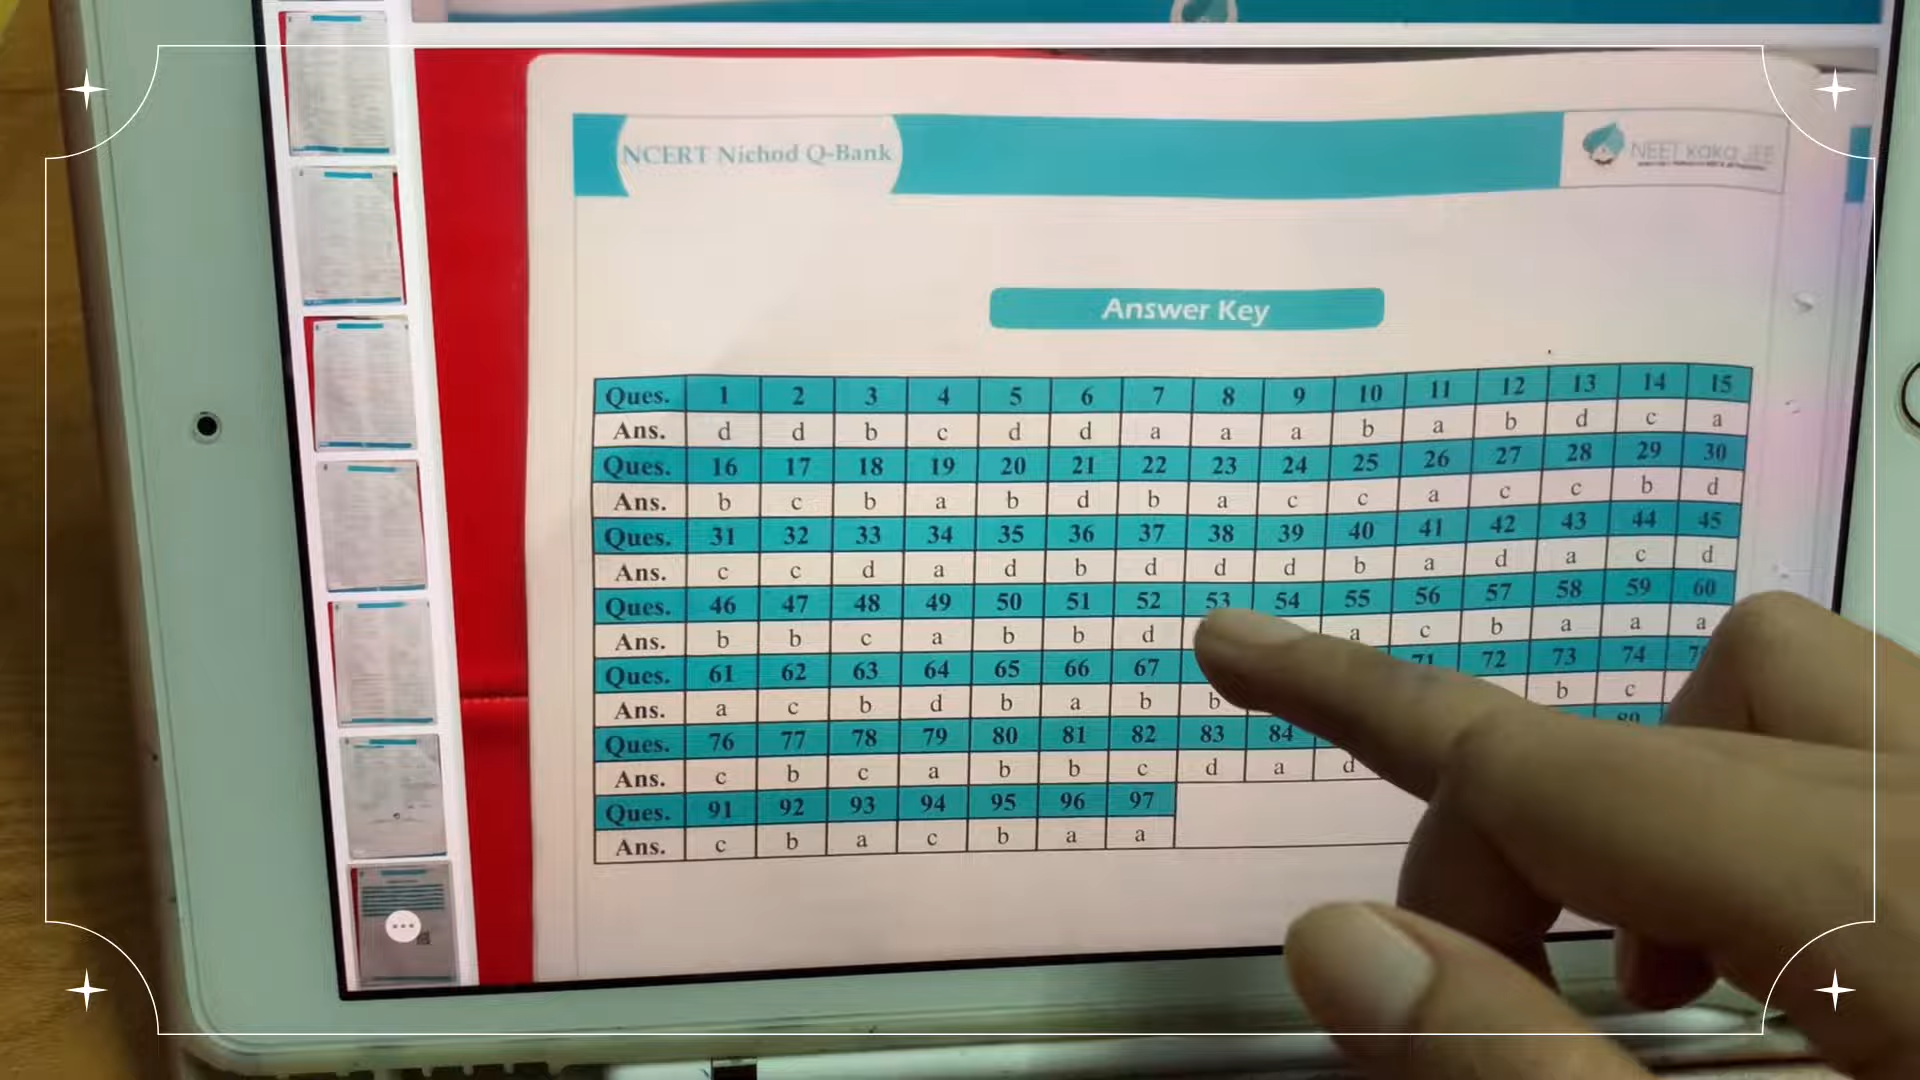 NCERT Nichod Q-Bank
NEET kaka JEE
Answer Key
Ques. 1 2 3 4 5 6 7 8 9 10 11 12 13 14 15
Ans. d d b c d d a a a b a b d c a
Ques. 16 17 18 19 20 21 22 23 24 25 26 27 28 29 30
Ans. b c b a b d b a c c a c c b d
Ques. 31 32 33 34 35 36 37 38 39 40 41 42 43 44 45
Ans. c c d a d b d d d b a d a c d
Ques. 46 47 48 49 50 51 52 53 54 55 56 57 58 59 60
Ans. b b c a b b d a c b a a a
Ques. 61 62 63 64 65 66 67 71 72 73 74
Ans. a c b d b a b b b c
Ques. 76 77 78 79 80 81 82 83 84
Ans. c b c a b b c d a d
Ques. 91 92 93 94 95 96 97
Ans. c b a c b a a